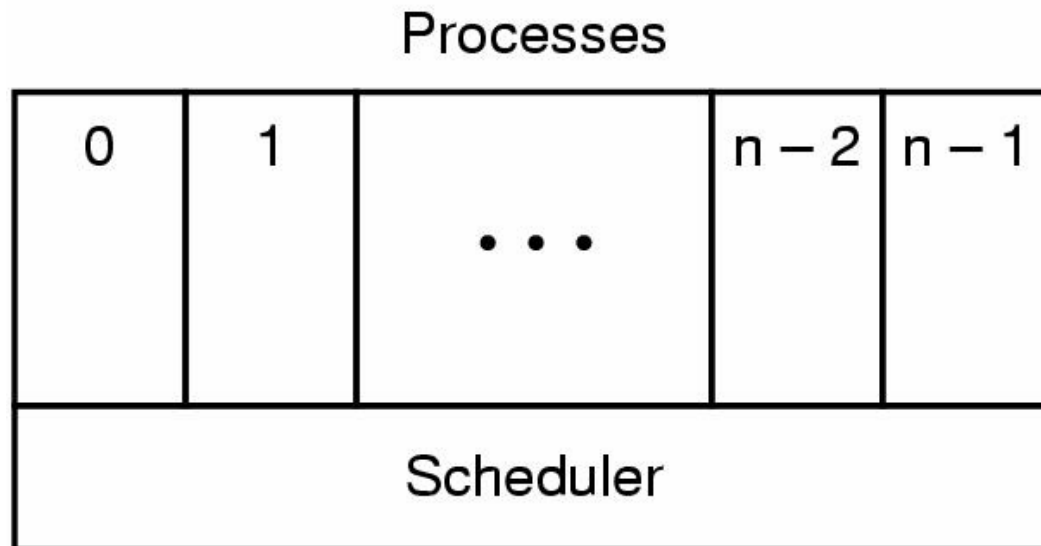 Processes
0 1 n – 2 n – 1
• • •
Scheduler